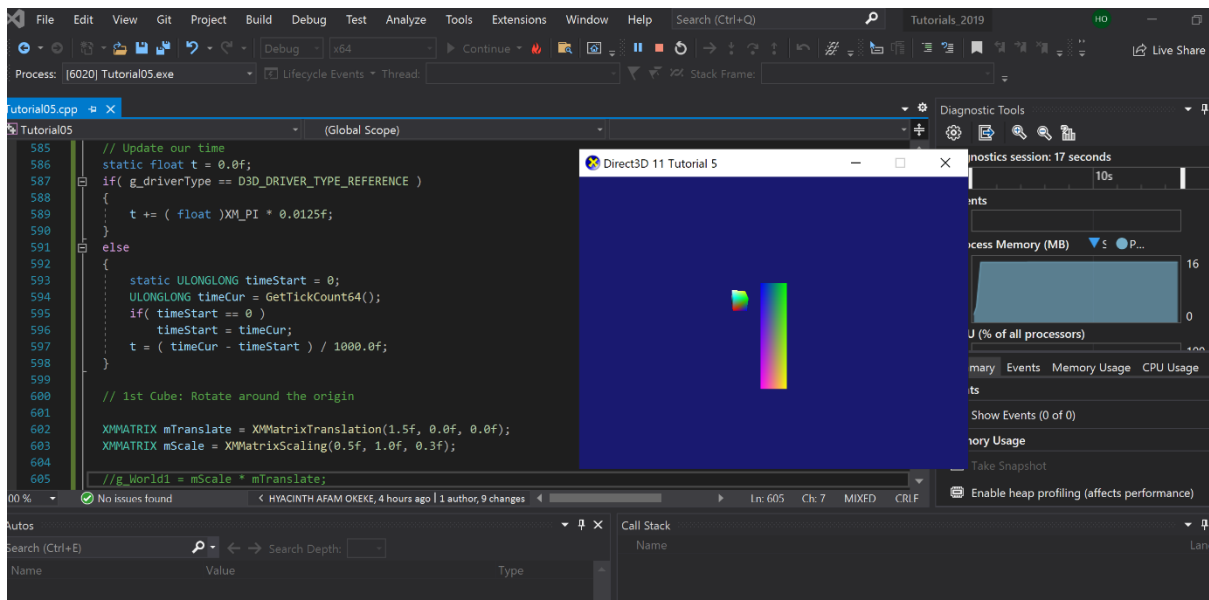 File Edit View Git Project Build Debug Test Analyze Tools Extensions Window Help Search (Ctrl+Q) Tutorials_2019 HO
Debug x64 Continue Live Share
Process: [6020] Tutorial05.exe Lifecycle Events Thread: Stack Frame:
Tutorial05.cpp
Tutorial05 (Global Scope)
585 // Update our time
586 static float t = 0.0f;
587 if( g_driverType == D3D_DRIVER_TYPE_REFERENCE )
588 {
589 t += ( float )XM_PI * 0.0125f;
590 }
591 else
592 {
593 static ULONGLONG timeStart = 0;
594 ULONGLONG timeCur = GetTickCount64();
595 if( timeStart == 0 )
596 timeStart = timeCur;
597 t = ( timeCur - timeStart ) / 1000.0f;
598 }
599
600 // 1st Cube: Rotate around the origin
601
602 XMMATRIX mTranslate = XMMatrixTranslation(1.5f, 0.0f, 0.0f);
603 XMMATRIX mScale = XMMatrixScaling(0.5f, 1.0f, 0.3f);
604
605 //g_World1 = mScale * mTranslate;
00 % No issues found HYACINTH AFAM OKEKE, 4 hours ago | 1 author, 9 changes Ln: 605 Ch: 7 MIXED CRLF
Direct3D 11 Tutorial 5
Diagnostic Tools
gnostics session: 17 seconds
10s
ents
ocess Memory (MB) S P...
16
0
U (% of all processors)
100
mary Events Memory Usage CPU Usage
ts
Show Events (0 of 0)
ory Usage
Take Snapshot
Enable heap profiling (affects performance)
Autos
Search (Ctrl+E) Search Depth:
Name Value Type
Call Stack
Name Lan